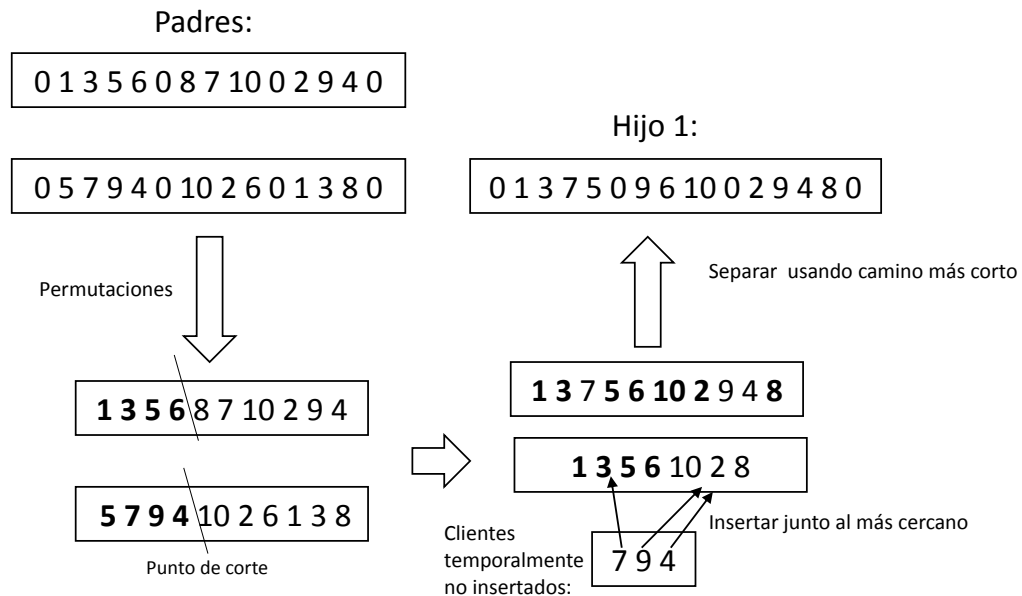 Padres:
0 1 3 5 6 0 8 7 10 0 2 9 4 0
0 5 7 9 4 0 10 2 6 0 1 3 8 0
Permutaciones
1 3 5 6 8 7 10 2 9 4
5 7 9 4 10 2 6 1 3 8
Punto de corte
Hijo 1:
0 1 3 7 5 0 9 6 10 0 2 9 4 8 0
Separar usando camino más corto
1 3 7 5 6 10 2 9 4 8
1 3 5 6 10 2 8
Insertar junto al más cercano
Clientes
temporalmente
no insertados:
7 9 4